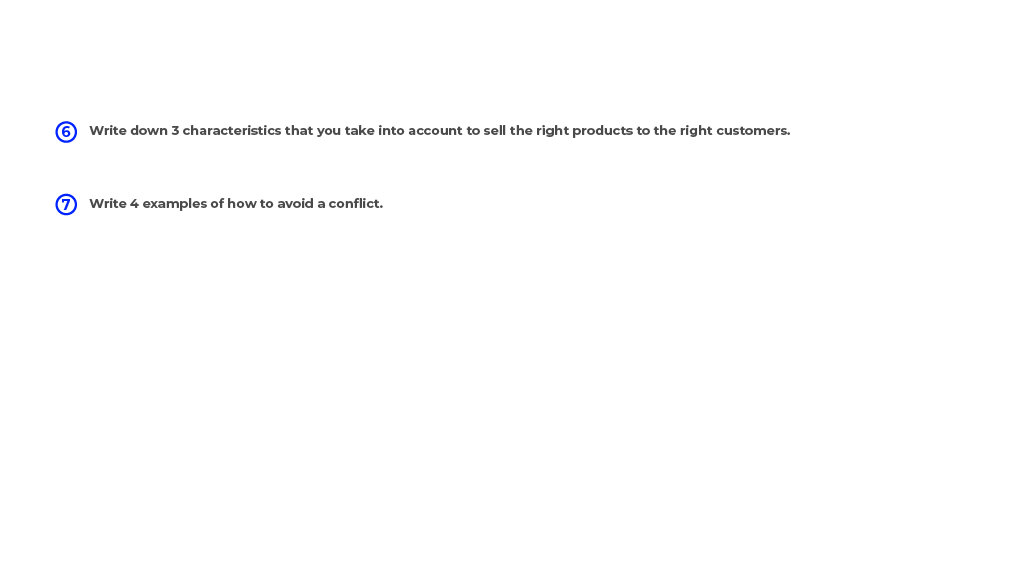 6 Write down 3 characteristics that you take into account to sell the right products to the right customers.
7 Write 4 examples of how to avoid a conflict.